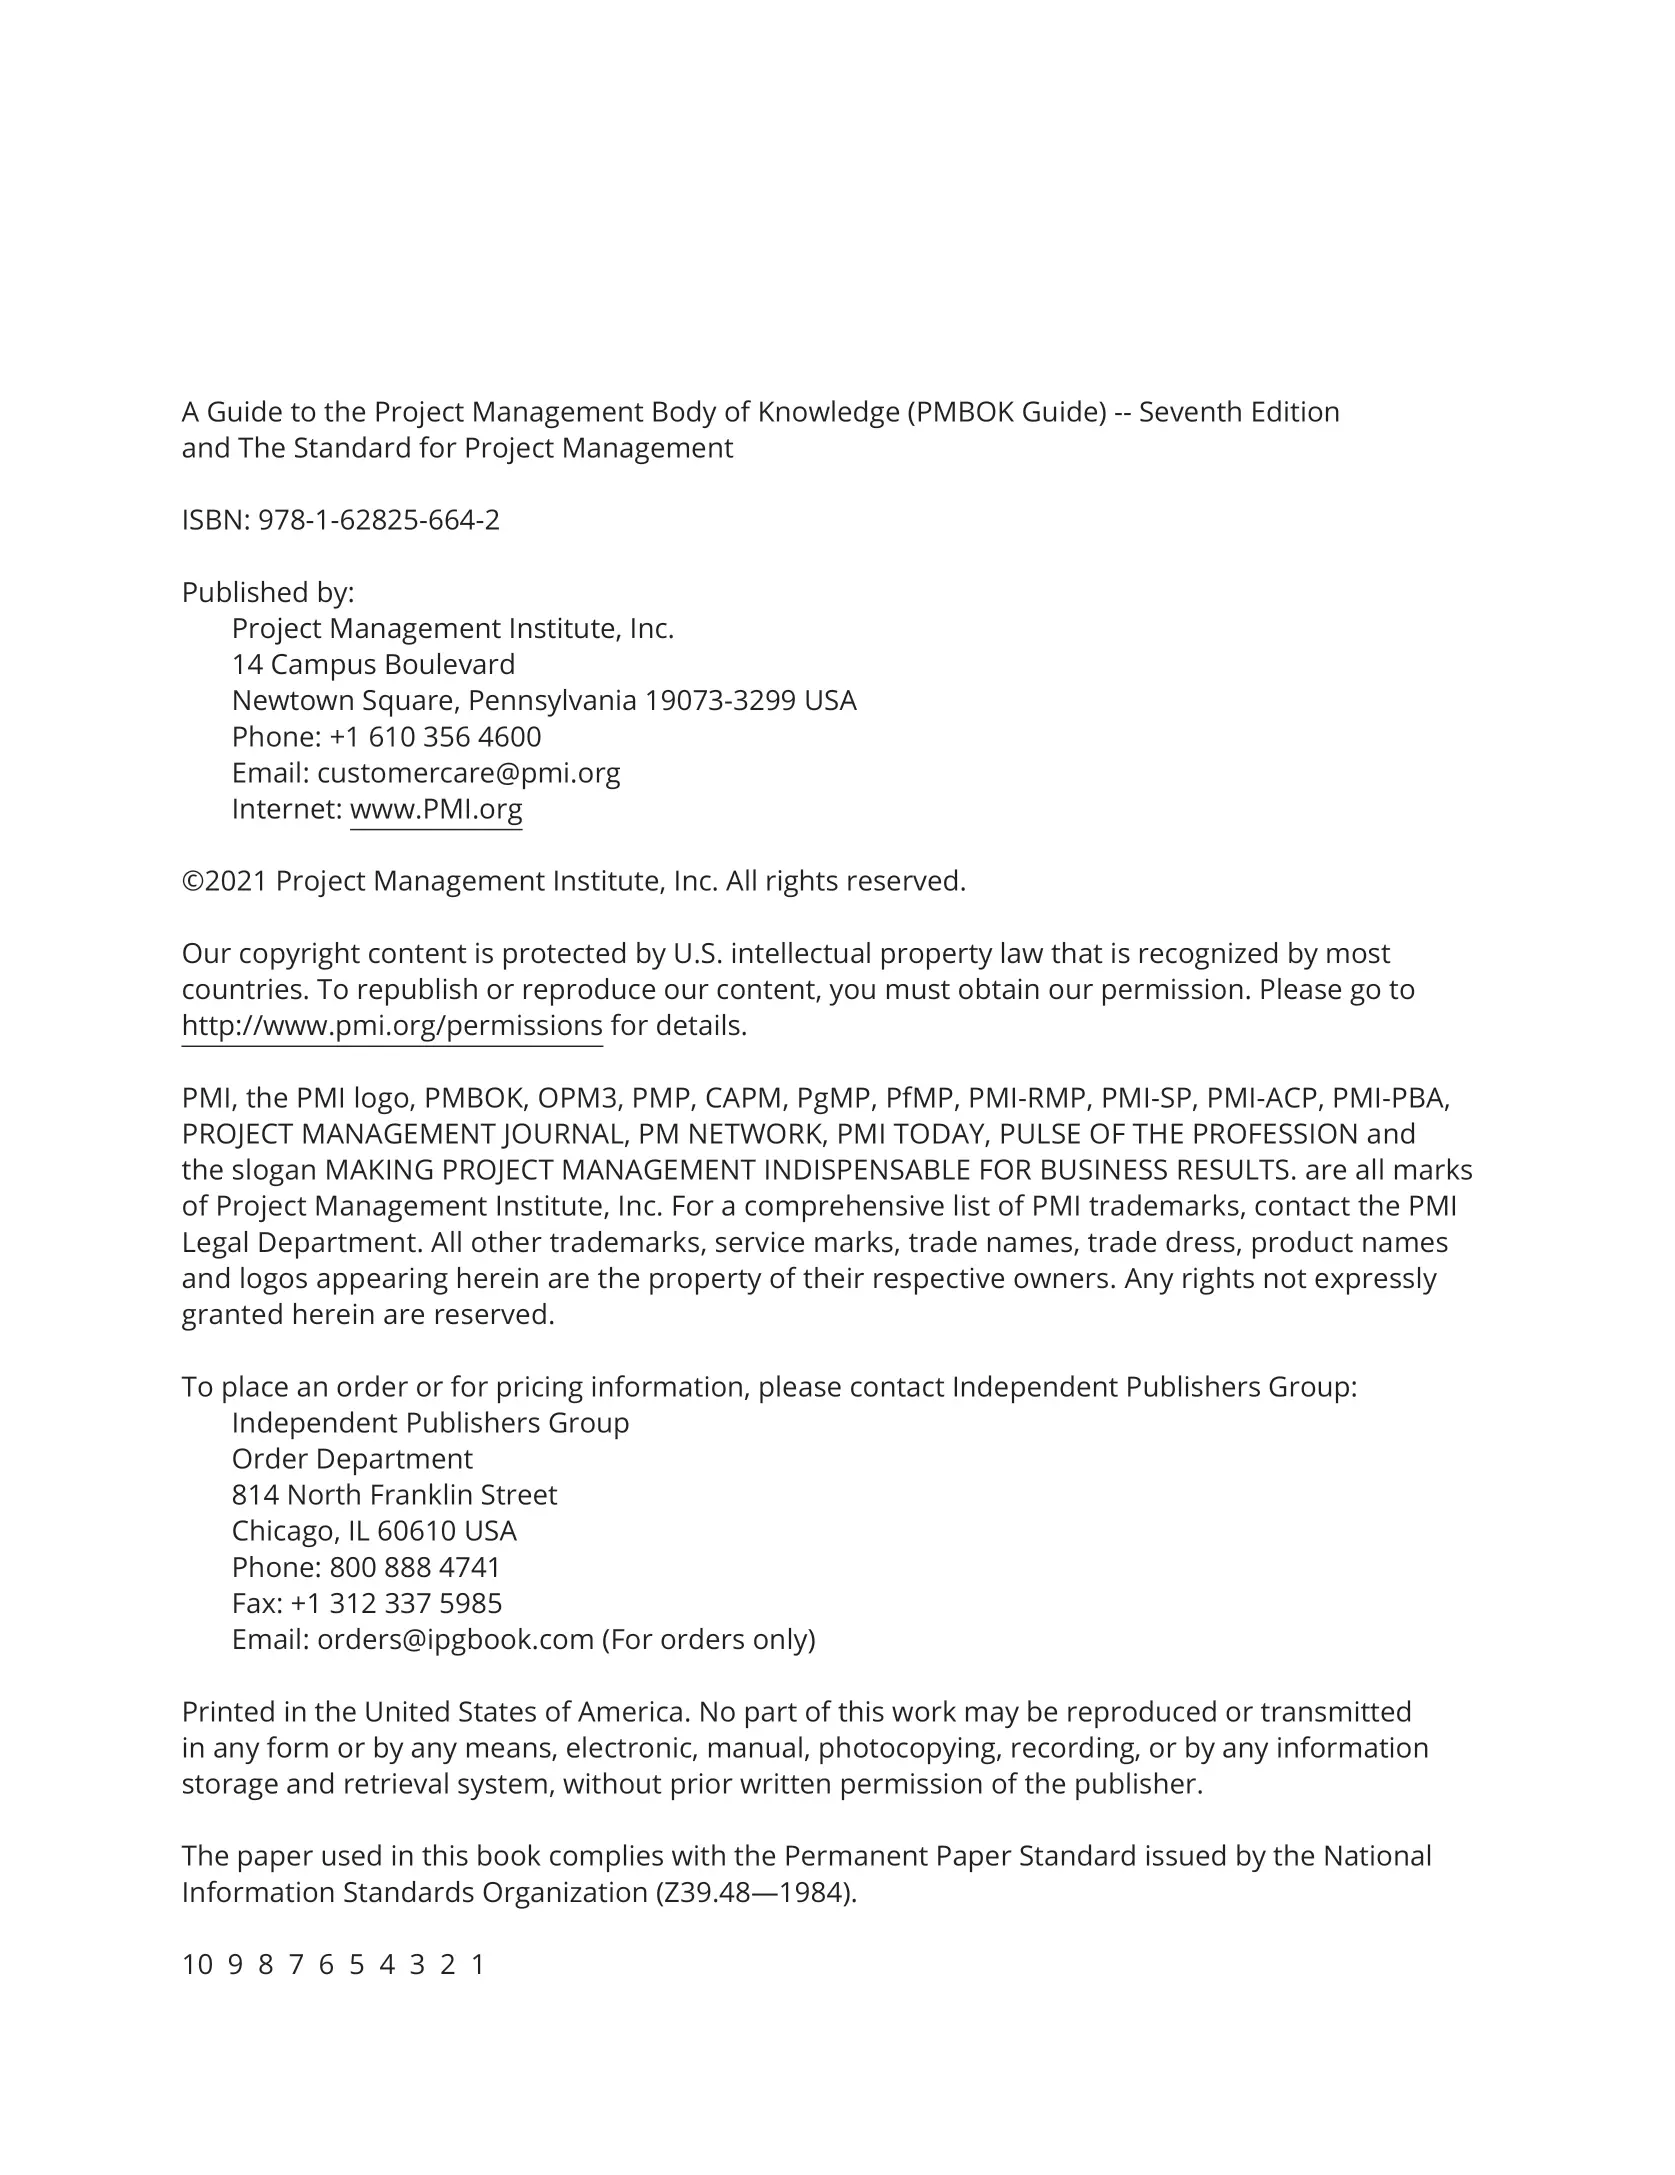 A Guide to the Project Management Body of Knowledge (PMBOK Guide) -- Seventh Edition
and The Standard for Project Management
ISBN: 978-1-62825-664-2
Published by:
Project Management Institute, Inc.
14 Campus Boulevard
Newtown Square, Pennsylvania 19073-3299 USA
Phone: +1 610 356 4600
Email: customercare@pmi.org
Internet: www.PMI.org
©2021 Project Management Institute, Inc. All rights reserved.
Our copyright content is protected by U.S. intellectual property law that is recognized by most
countries. To republish or reproduce our content, you must obtain our permission. Please go to
http://www.pmi.org/permissions for details.
PMI, the PMI logo, PMBOK, OPM3, PMP, CAPM, PgMP, PfMP, PMI-RMP, PMI-SP, PMI-ACP, PMI-PBA,
PROJECT MANAGEMENT JOURNAL, PM NETWORK, PMI TODAY, PULSE OF THE PROFESSION and
the slogan MAKING PROJECT MANAGEMENT INDISPENSABLE FOR BUSINESS RESULTS. are all marks
of Project Management Institute, Inc. For a comprehensive list of PMI trademarks, contact the PMI
Legal Department. All other trademarks, service marks, trade names, trade dress, product names
and logos appearing herein are the property of their respective owners. Any rights not expressly
granted herein are reserved.
To place an order or for pricing information, please contact Independent Publishers Group:
Independent Publishers Group
Order Department
814 North Franklin Street
Chicago, IL 60610 USA
Phone: 800 888 4741
Fax: +1 312 337 5985
Email: orders@ipgbook.com (For orders only)
Printed in the United States of America. No part of this work may be reproduced or transmitted
in any form or by any means, electronic, manual, photocopying, recording, or by any information
storage and retrieval system, without prior written permission of the publisher.
The paper used in this book complies with the Permanent Paper Standard issued by the National
Information Standards Organization (Z39.48—1984).
10 9 8 7 6 5 4 3 2 1